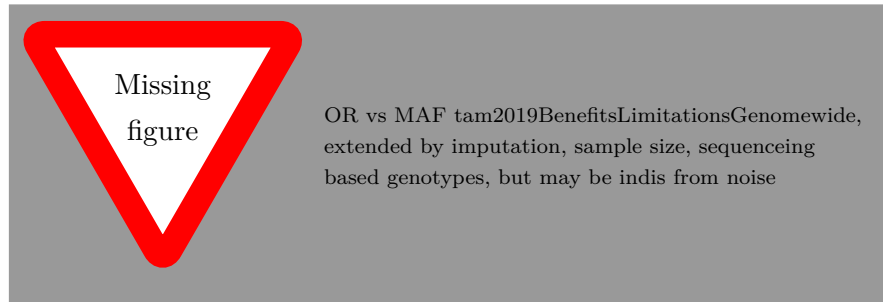 Missing
figure
OR vs MAF tam2019BenefitsLimitationsGenomewide,
extended by imputation, sample size, sequenceing
based genotypes, but may be indis from noise